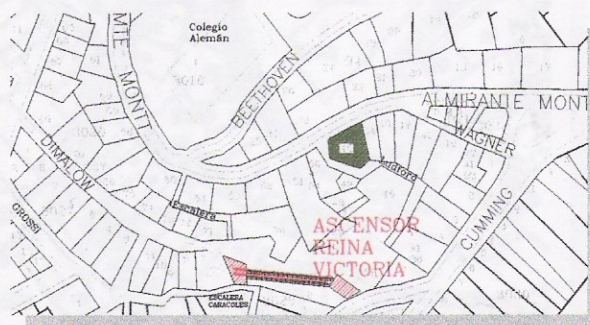 Colegio
Alemán
MTE MONT
BEETHOVEN
ALMIRANTE MONT
WAGNER
DIMALOW
Escalera
GROSSI
CUMMING
ASCENSOR
REINA
VICTORIA
ESCALERA
CARACOLES